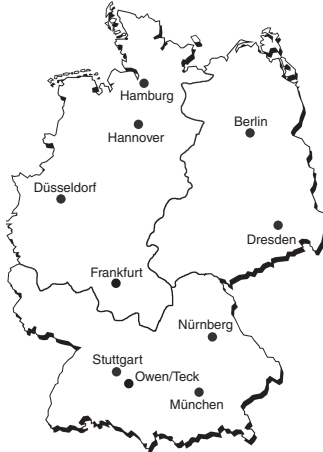 Hamburg
Hannover
Berlin
Düsseldorf
Dresden
Frankfurt
Nürnberg
Stuttgart
Owen/Teck
München